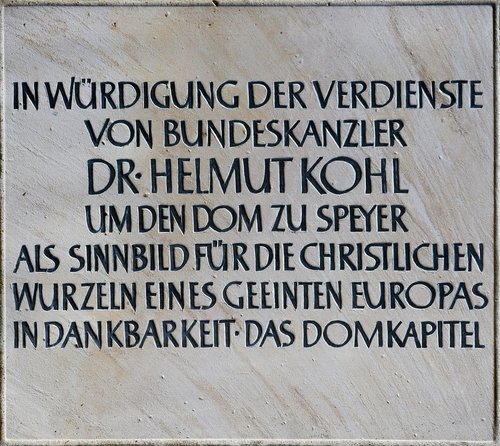 IN WÜRDIGUNG DER VERDIENSTE
VON BUNDESKANZLER
DR· HELMUT KOHL
UM DEN DOM ZU SPEYER
ALS SINNBILD FÜR DIE CHRISTLICHEN
WURZELN EINES GEEINTEN EUROPAS
IN DANKBARKEIT· DAS DOMKAPITEL